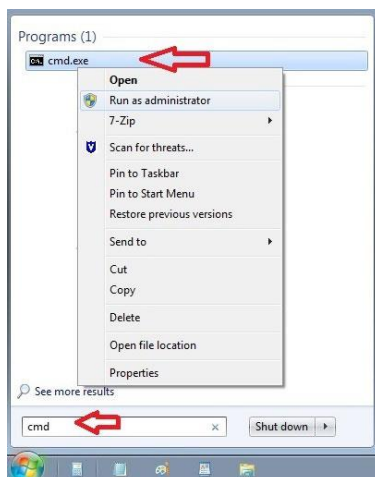 Programs (1)
cmd.exe
Open
Run as administrator
7-Zip
Scan for threats...
Pin to Taskbar
Pin to Start Menu
Restore previous versions
Send to
Cut
Copy
Delete
Open file location
Properties
See more results
cmd
Shut down